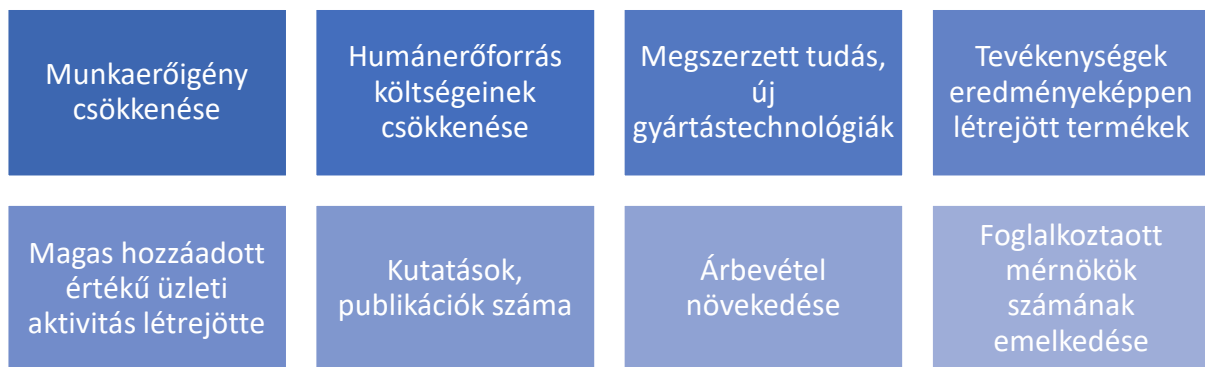 Munkaerőigény
csökkenése
Humánerőforrás
költségeinek
csökkenése
Megszerzett tudás,
új
gyártástechnológiák
Tevékenységek
eredményeképpen
létrejött termékek
Magas hozzáadott
értékű üzleti
aktivitás létrejötte
Kutatások,
publikációk száma
Árbevétel
növekedése
Foglalkoztaott
mérnökök
számának
emelkedése